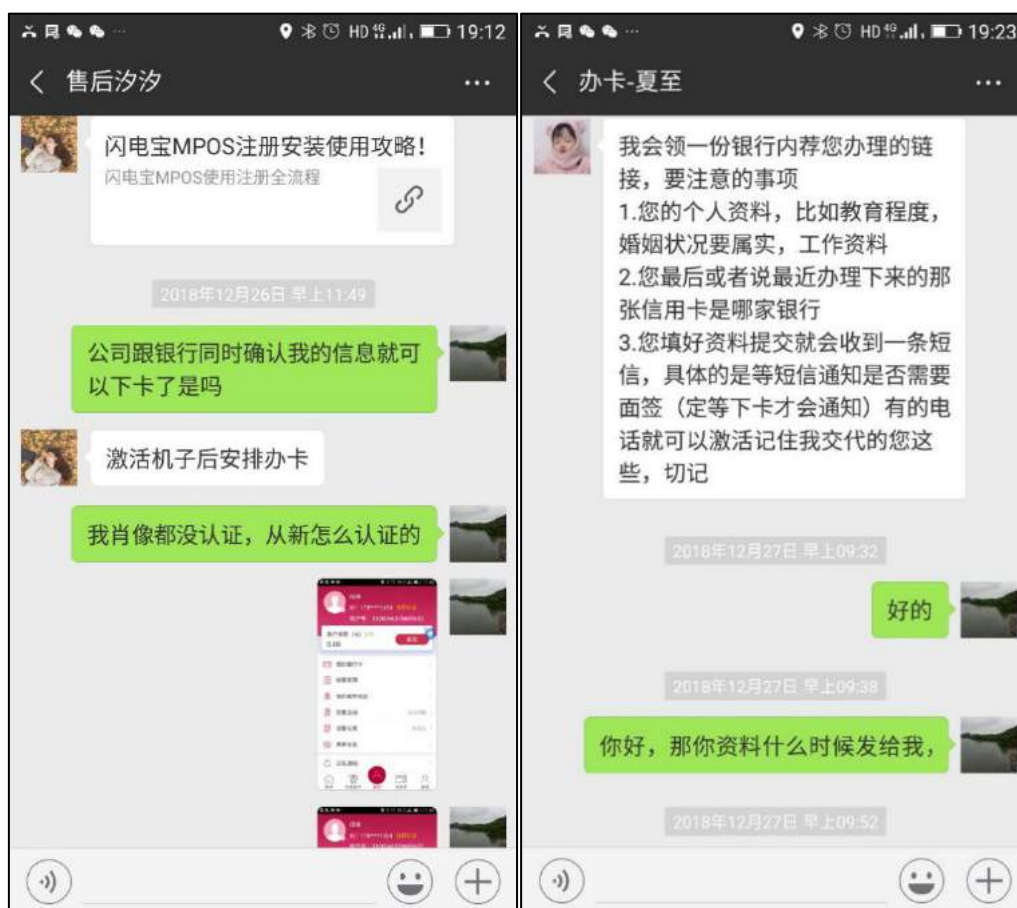 HD 4G 19:12
售后汐汐
闪电宝MPOS注册安装使用攻略！
闪电宝MPOS使用注册全流程
2018年12月26日 早上11:49
公司跟银行同时确认我的信息就可
以下卡了是吗
激活机子后安排办卡
我肖像都没认证，从新怎么认证的
HD 4G 19:23
办卡-夏至
我会领一份银行内荐您办理的链
接，要注意的事项
1.您的个人资料，比如教育程度，
婚姻状况要属实，工作资料
2.您最后或者说最近办理下来的那
张信用卡是哪家银行
3.您填好资料提交就会收到一条短
信，具体的是等短信通知是否需要
面签（定等下卡才会通知）有的电
话就可以激活记住我交代的您这
些，切记
2018年12月27日 早上09:32
好的
2018年12月27日 早上09:38
你好，那你资料什么时候发给我，
2018年12月27日 早上09:52